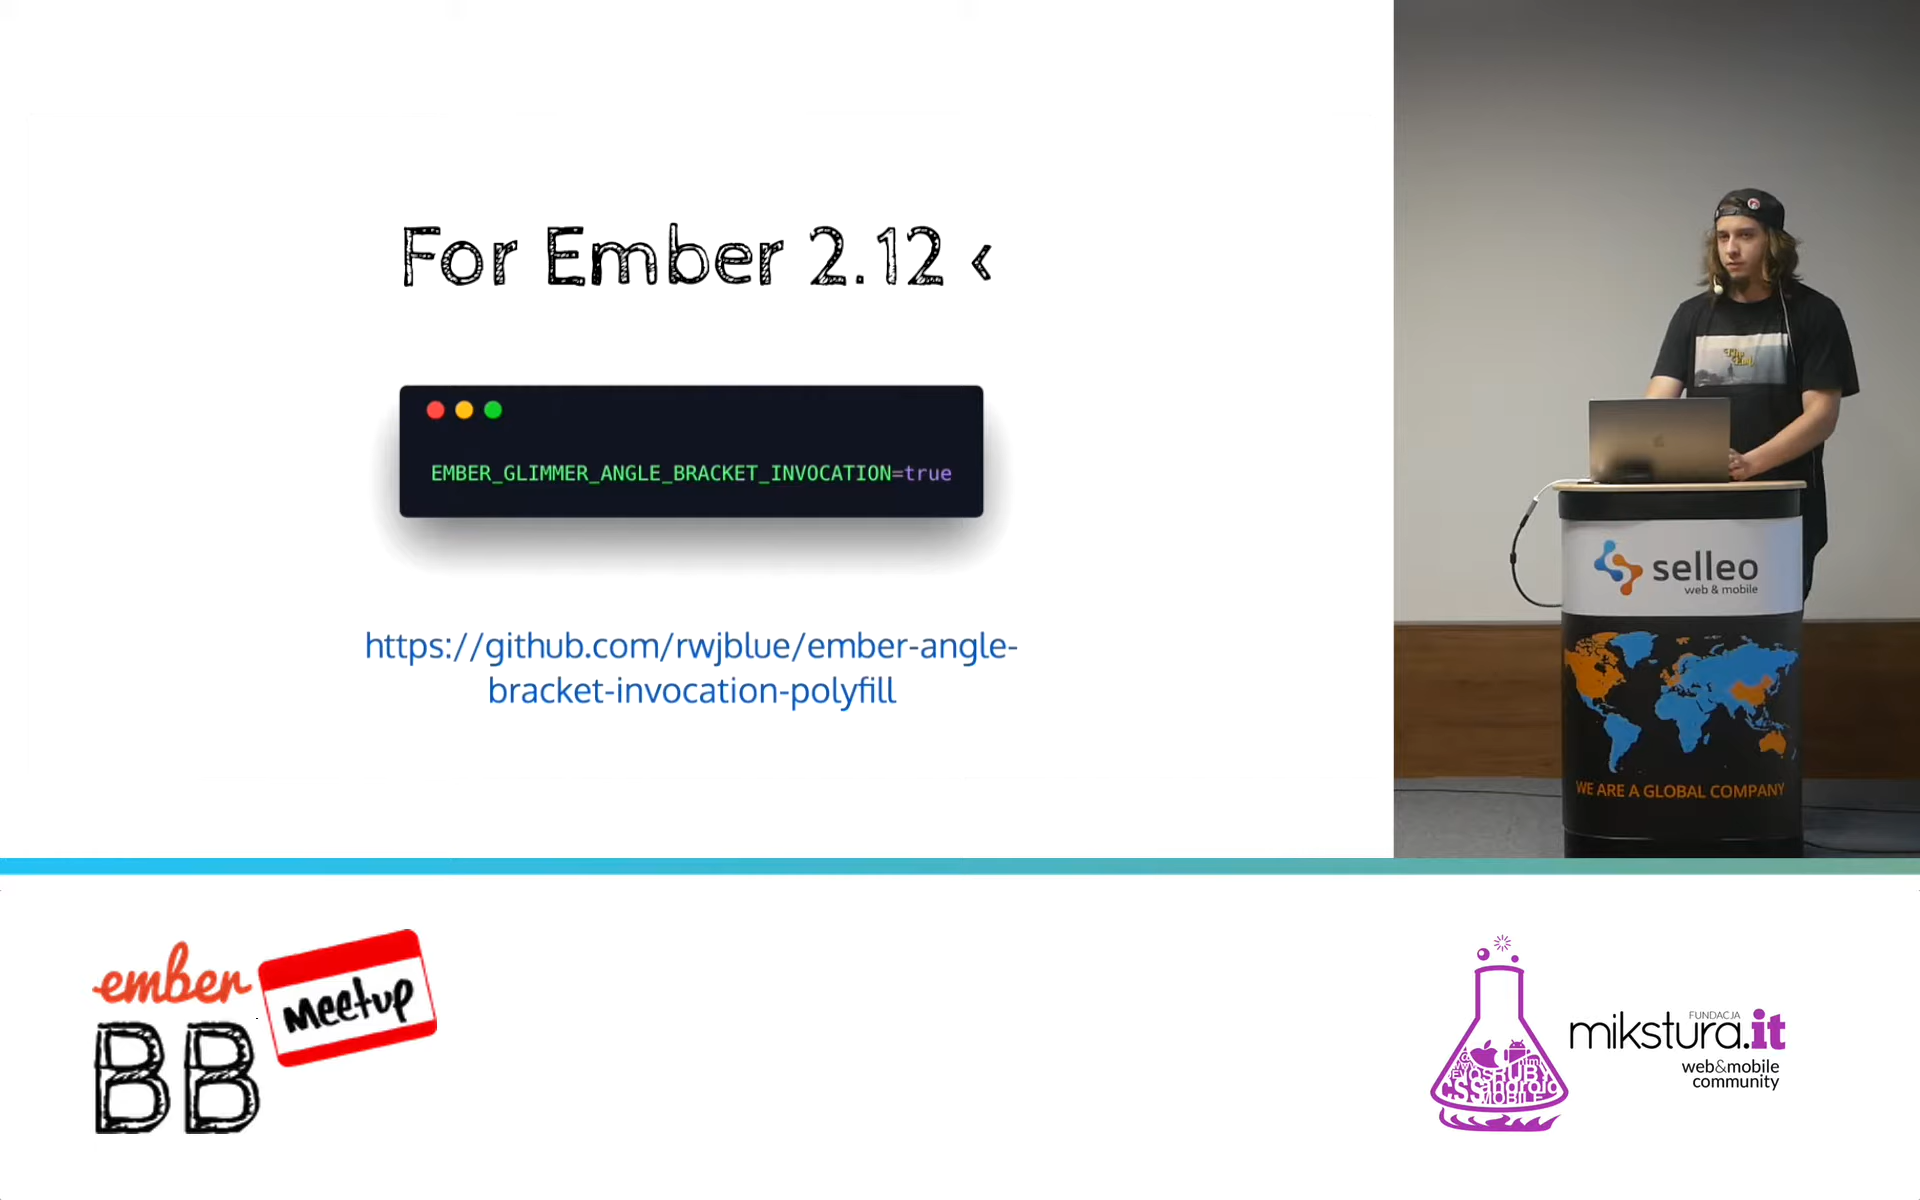 For Ember 2.12 <
EMBER_GLIMMER_ANGLE_BRACKET_INVOCATION=true
https://github.com/rwjblue/ember-angle-
bracket-invocation-polyfill
selleo
web & mobile
WE ARE A GLOBAL COMPANY
ember
Meetup
BB
FUNDACJA
mikstura.it
web&mobile
community